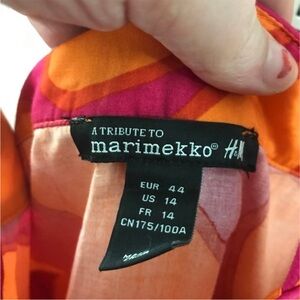 A TRIBUTE TO
marimekko® H&M
EUR 44
US 14
FR 14
CN175/100A